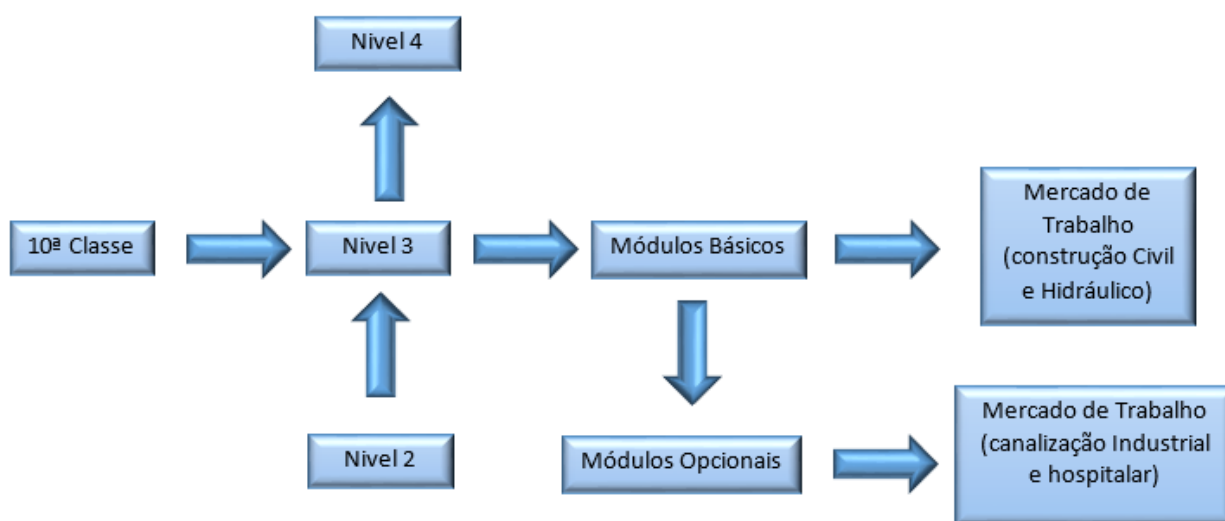 Nivel 4
10ª Classe
Nivel 3
Módulos Básicos
Mercado de
Trabalho
(construção Civil
e Hidráulico)
Nivel 2
Módulos Opcionais
Mercado de Trabalho
(canalização Industrial
e hospitalar)